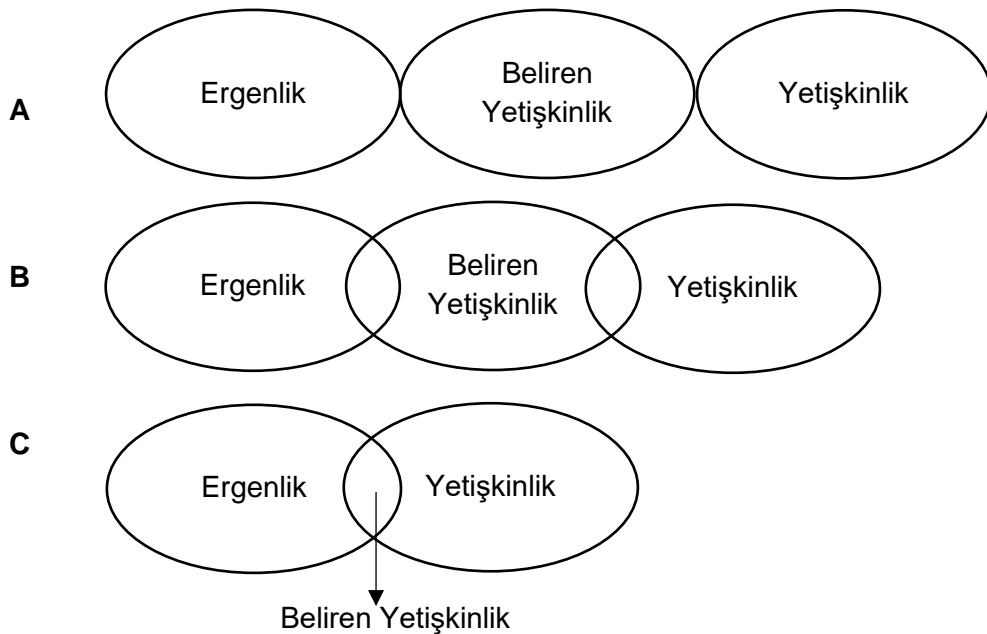 A
Ergenlik
Beliren
Yetişkinlik
Yetişkinlik
B
Ergenlik
Beliren
Yetişkinlik
Yetişkinlik
C
Ergenlik
Yetişkinlik
Beliren Yetişkinlik